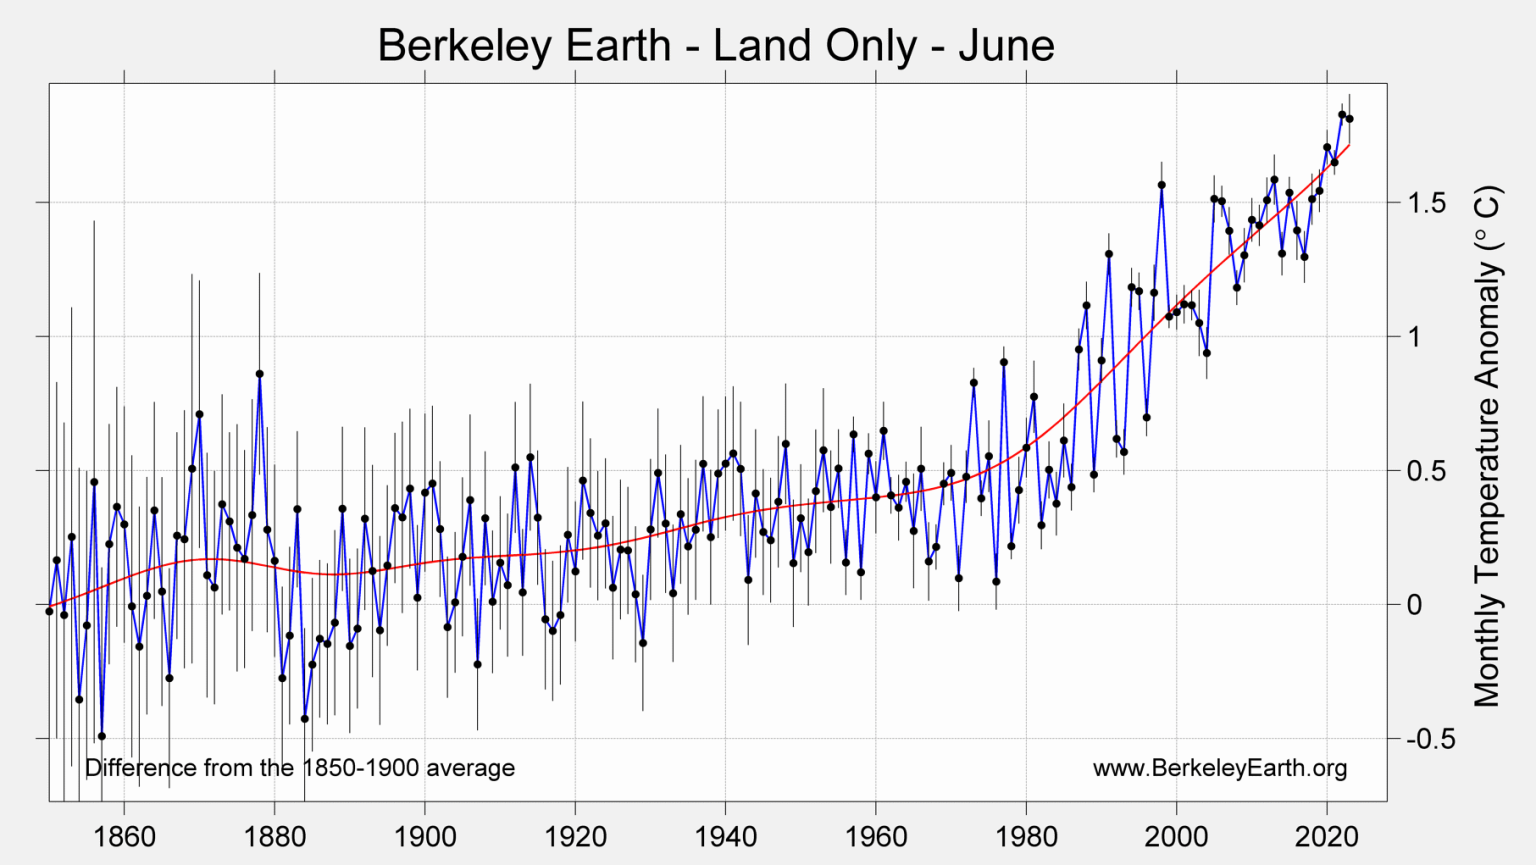 Berkeley Earth - Land Only - June
1.5
1
0.5
0
-0.5
Monthly Temperature Anomaly (° C)
Difference from the 1850-1900 average
www.BerkeleyEarth.org
1860 1880 1900 1920 1940 1960 1980 2000 2020